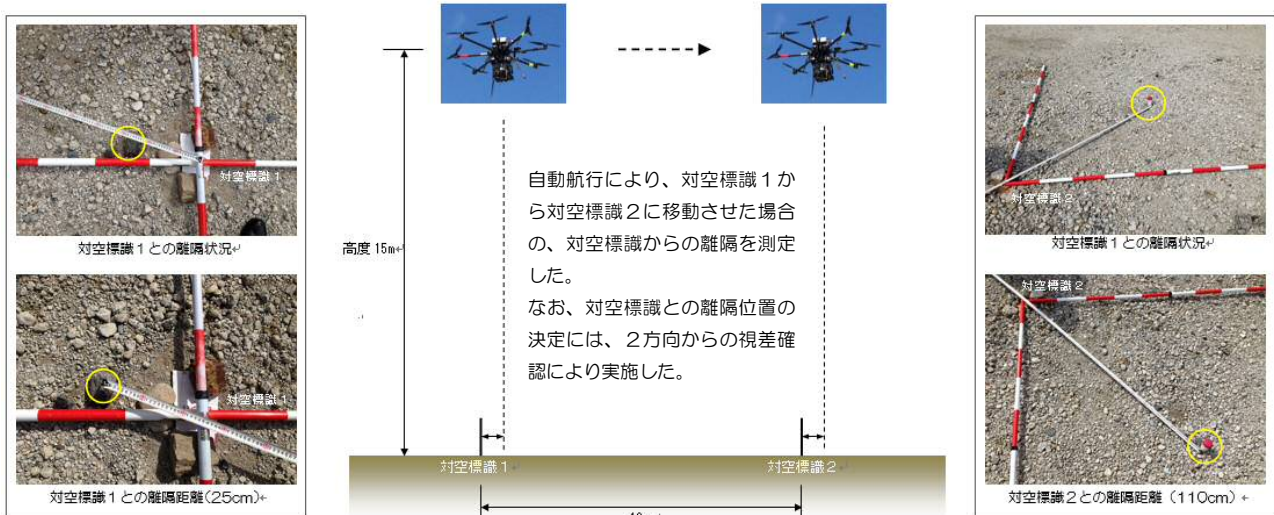 対空標識1
対空標識1との離隔状況
対空標識1
対空標識1との離隔距離(25cm)
高度15m
自動航行により、対空標識1か
ら対空標識2に移動させた場合
の、対空標識からの離隔を測定
した。
なお、対空標識との離隔位置の
決定には、2方向からの視差確
認により実施した。
対空標識1
対空標識2
対空標識2
対空標識1との離隔状況
対空標識2
対空標識2との離隔距離(110cm)